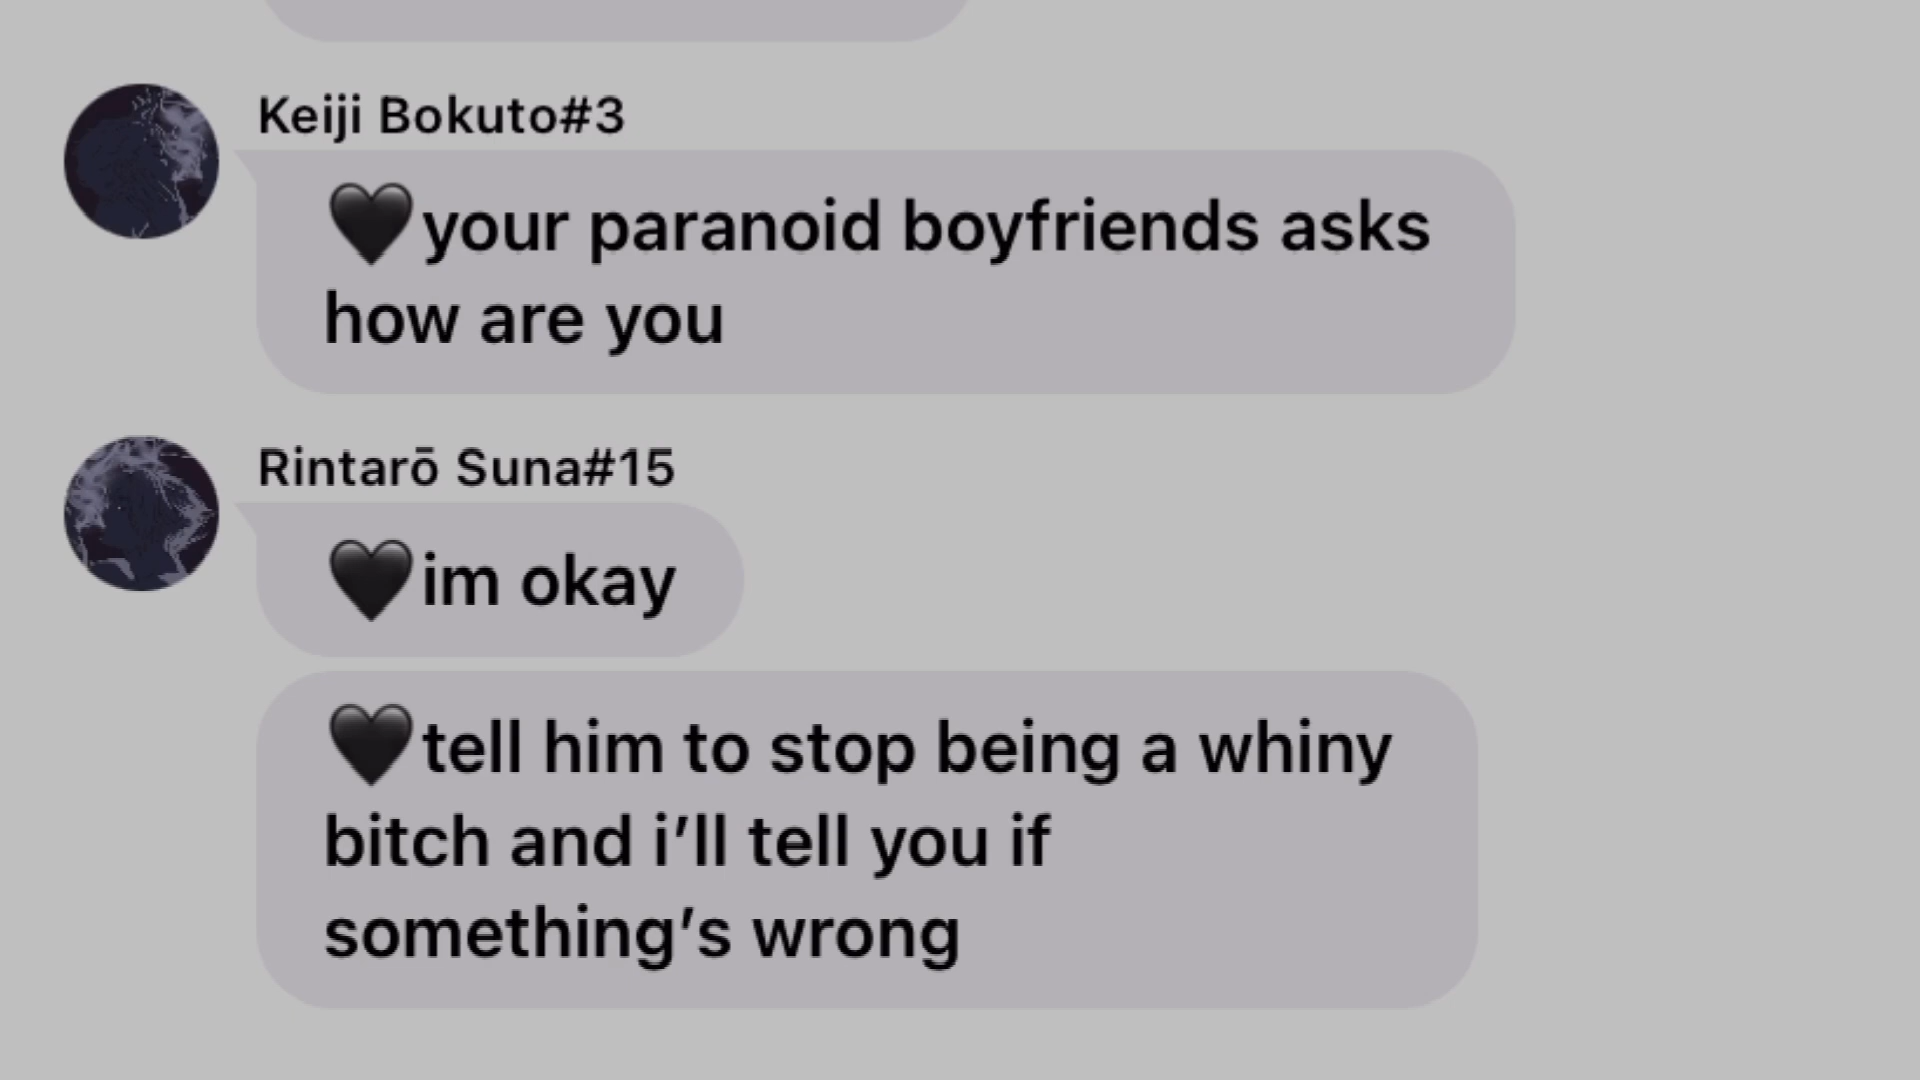 Keiji Bokuto#3
🖤your paranoid boyfriends asks
how are you
Rintarō Suna#15
🖤im okay
🖤tell him to stop being a whiny
bitch and i’ll tell you if
something’s wrong